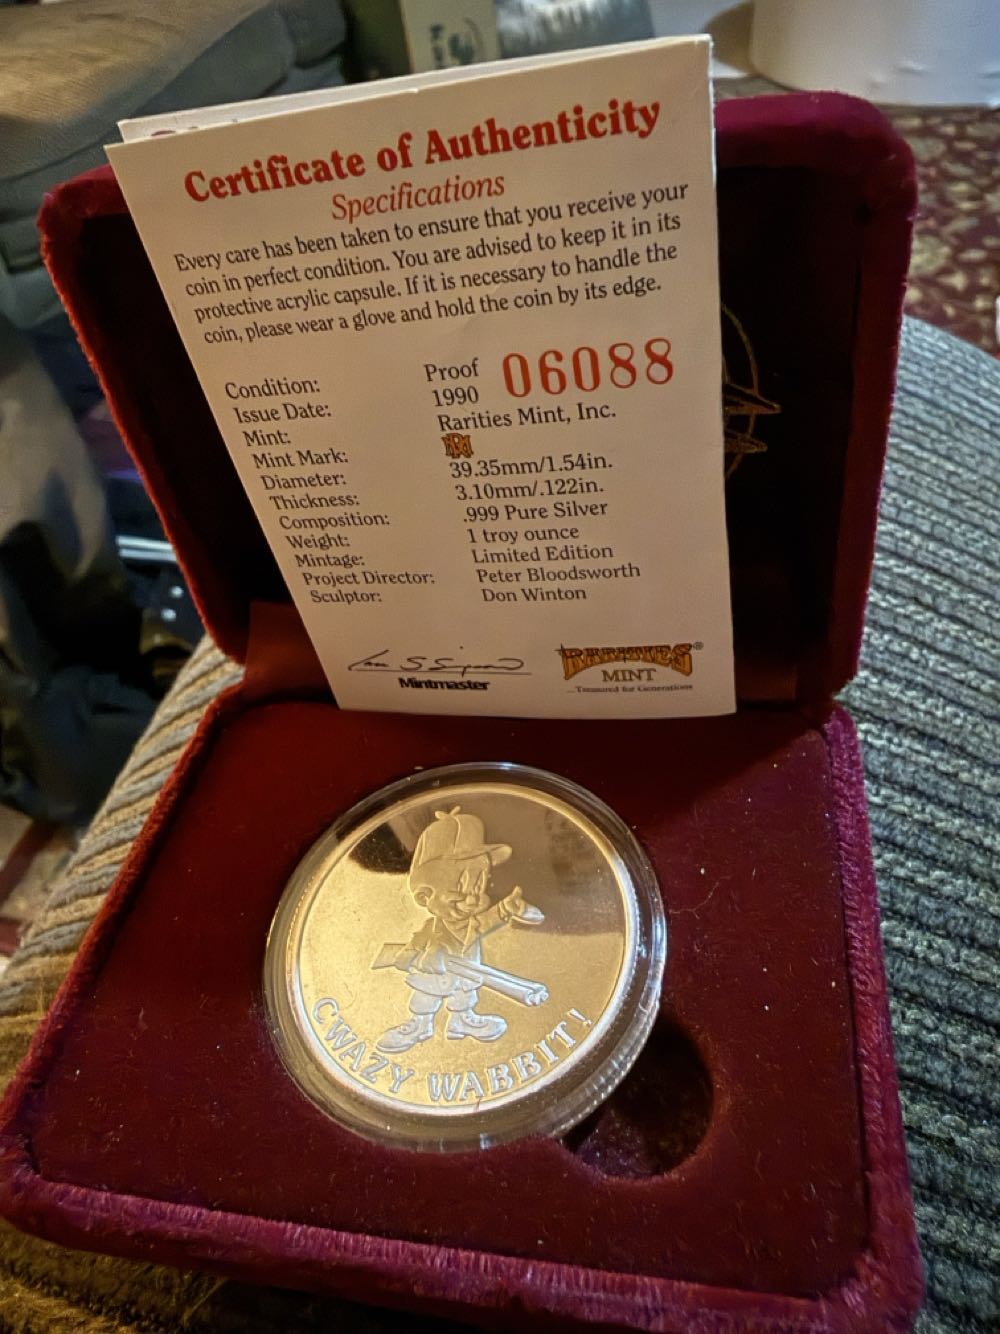 Certificate of Authenticity
Specifications
Every care has been taken to ensure that you receive your
coin in perfect condition. You are advised to keep it in its
protective acrylic capsule. If it is necessary to handle the
coin, please wear a glove and hold the coin by its edge.
Condition: Proof 06088
Issue Date: 1990
Mint: Rarities Mint, Inc.
Mint Mark: RM
Diameter: 39.35mm/1.54in.
Thickness: 3.10mm/.122in.
Composition: .999 Pure Silver
Weight: 1 troy ounce
Mintage: Limited Edition
Project Director: Peter Bloodsworth
Sculptor: Don Winton
Mintmaster
RARITIES®
MINT
...Treasured for Generations
CWAZY WABBIT!